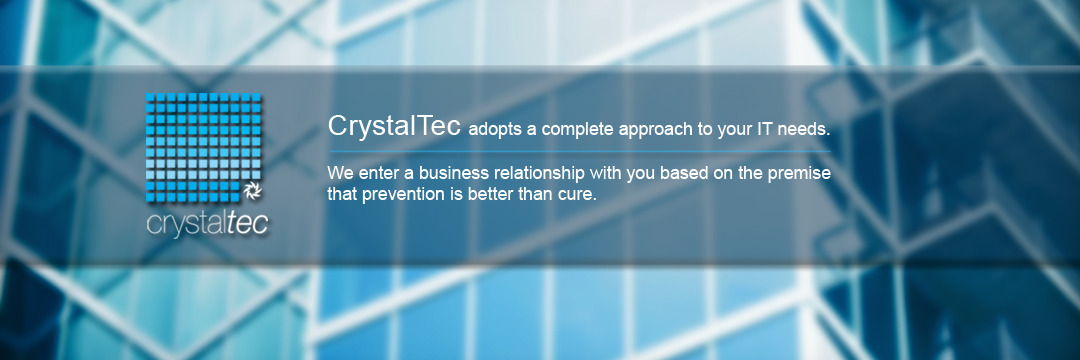 crystaltec
CrystalTec adopts a complete approach to your IT needs.
We enter a business relationship with you based on the premise
that prevention is better than cure.